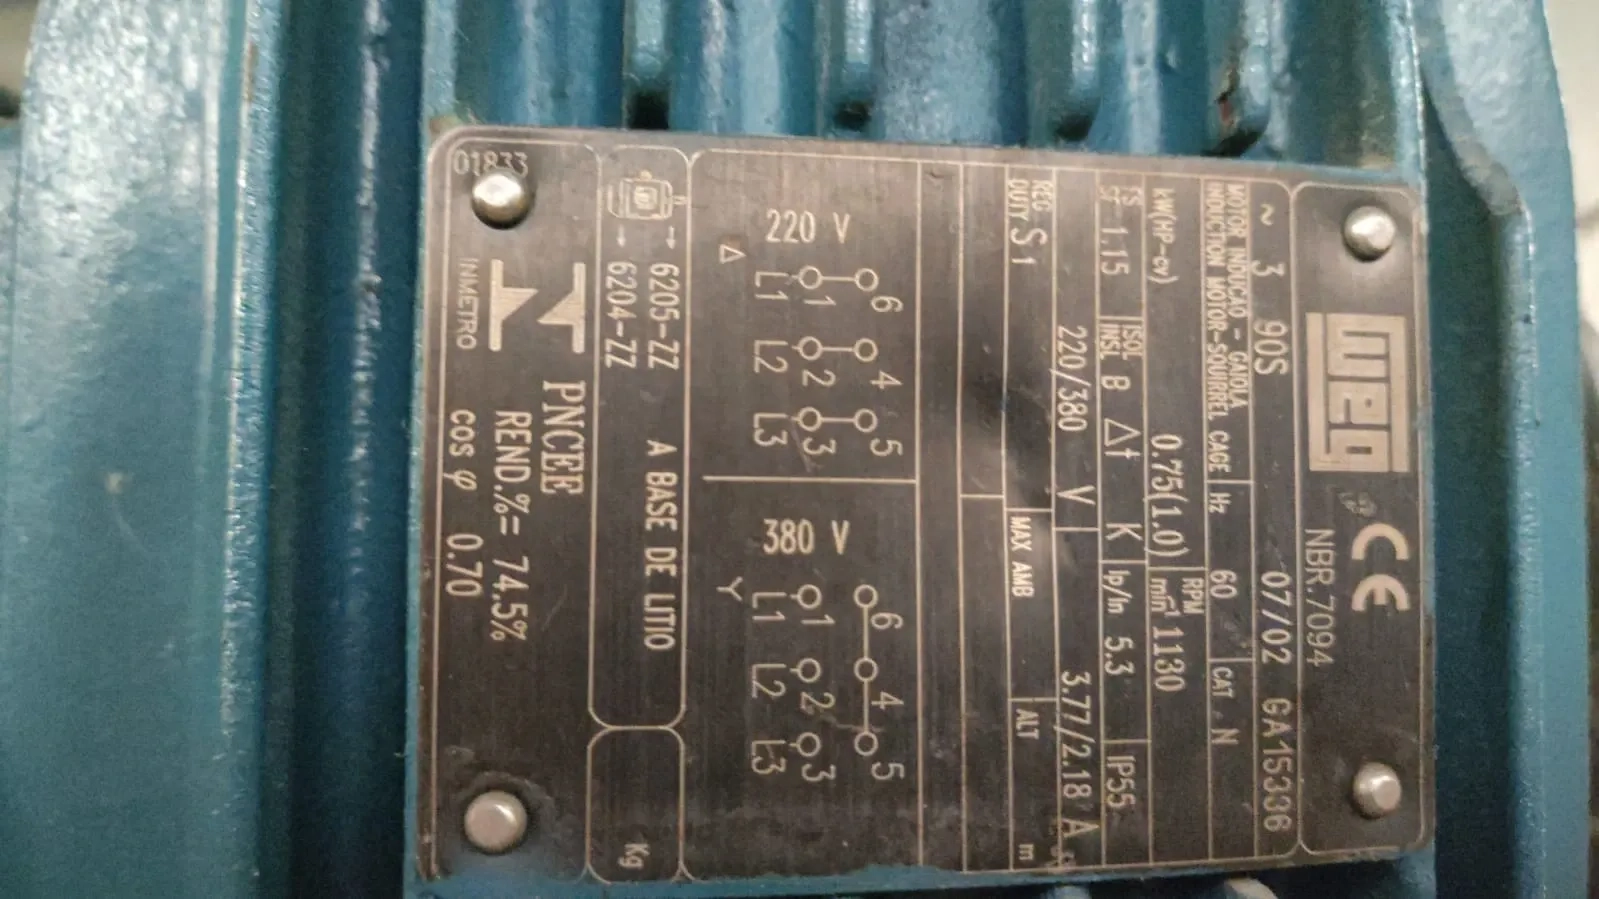 WEG
CE
NBR.7094
~ 3 90S 07/02 GA15336
MOTOR INDUCAO - GAIOLA
INDUCTION MOTOR-SQUIRREL CAGE
Hz 60 CAT. N
kW(HP-cv) 0.75(1.0) RPM min⁻¹ 1130
FS 1.15 ISOL INSL B Δt K Ip/In 5.3 IP55
220/380 V 3.77/2.18 A
REG DUTY S1 MAX AMB ALT m
220 V
6 4 5
1 2 3
Δ L1 L2 L3
380 V
6 4 5
1 2 3
Y L1 L2 L3
→ 6205-ZZ A BASE DE LITIO
→ 6204-ZZ Kg
PNCEE
REND.%= 74.5%
cos φ 0.70
INMETRO
01833